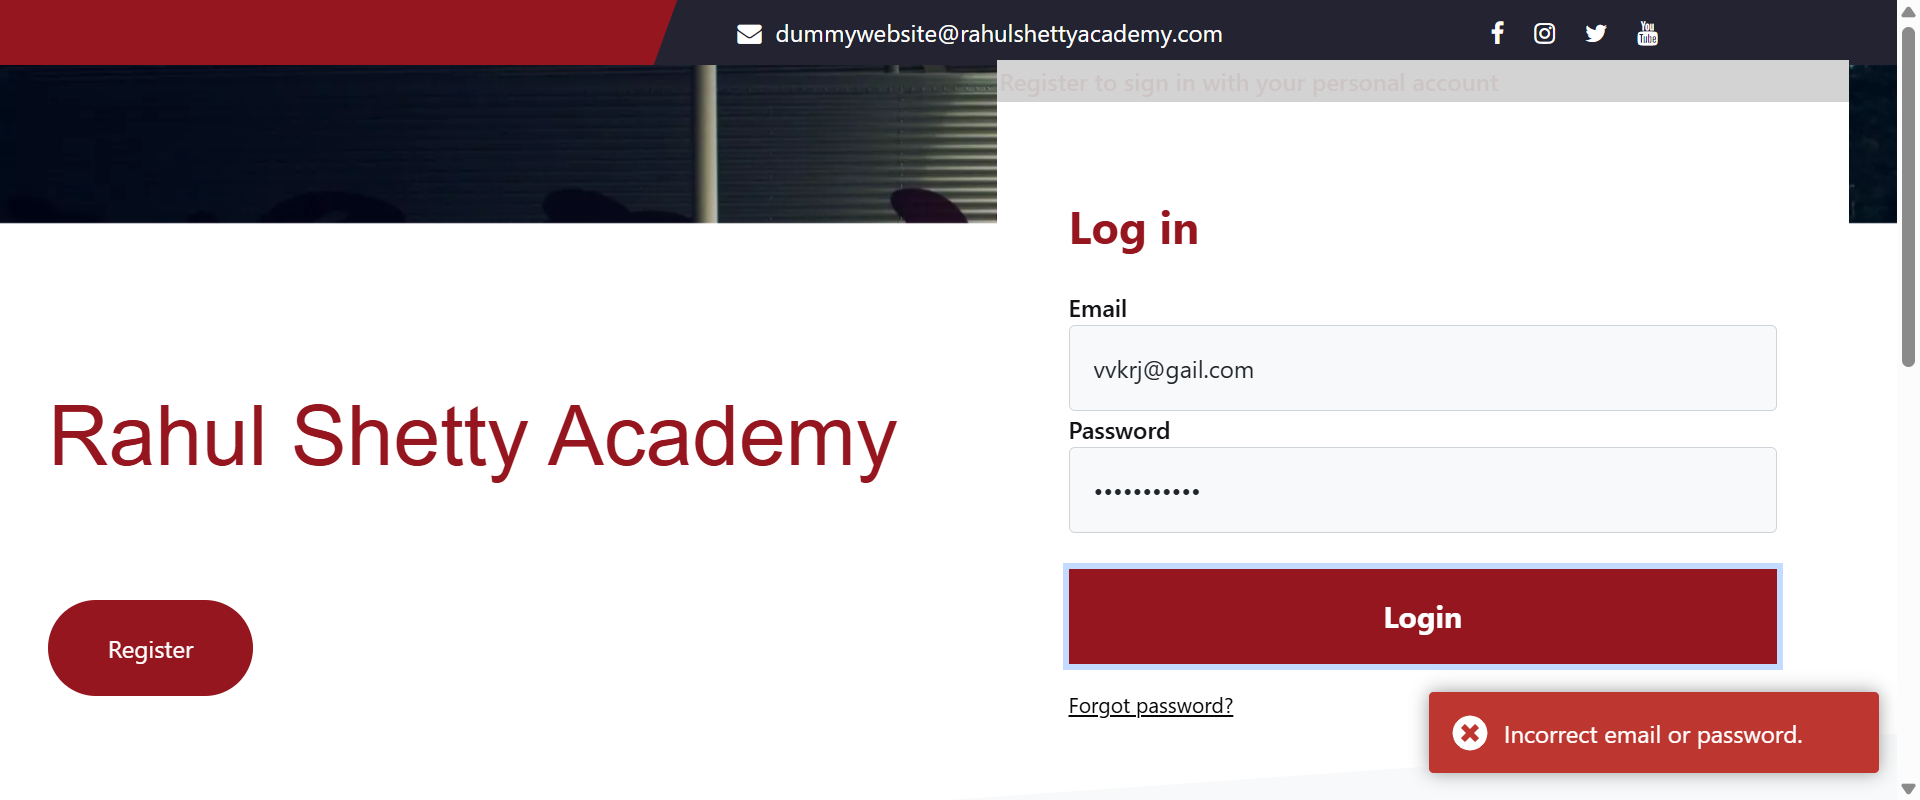 dummywebsite@rahulshettyacademy.com
You
Tube
Register to sign in with your personal account
Log in
Email
vvkrj@gail.com
Password
•••••••••••
Login
Forgot password?
Rahul Shetty Academy
Register
Incorrect email or password.